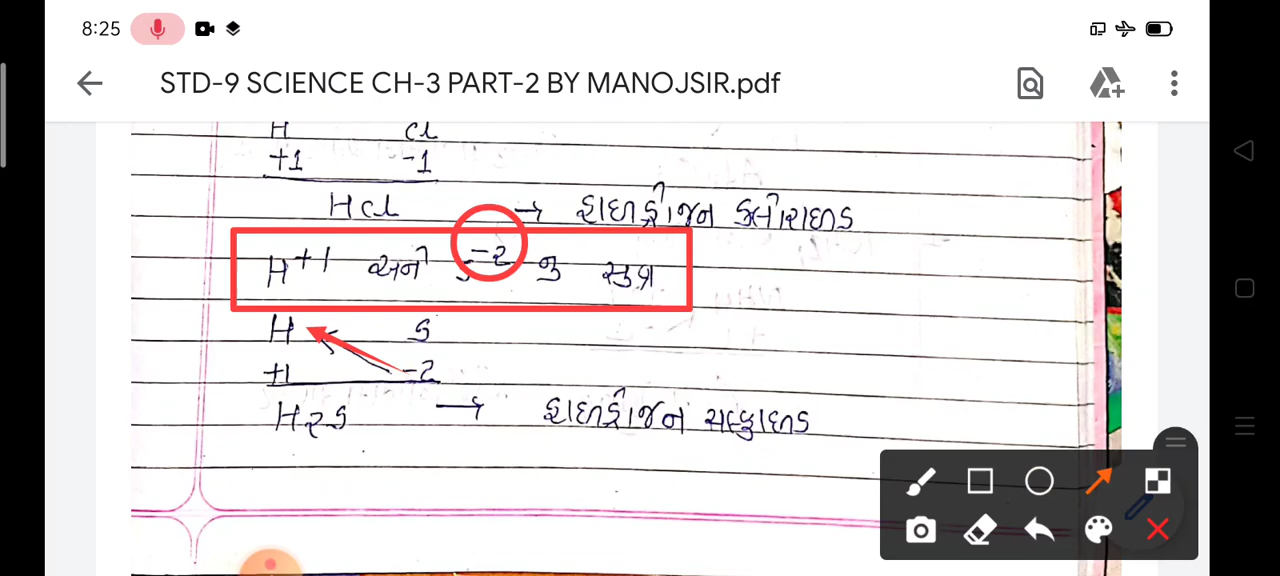 8:25
STD-9 SCIENCE CH-3 PART-2 BY MANOJSIR.pdf
H Cl
+1 -1
HCl → હાઇડ્રોજન ક્લોરાઇડ
H+1 અને S-2 નુ સુત્ર
H S
+1 -2
H2S → હાઇડ્રોજન સલ્ફાઇડ